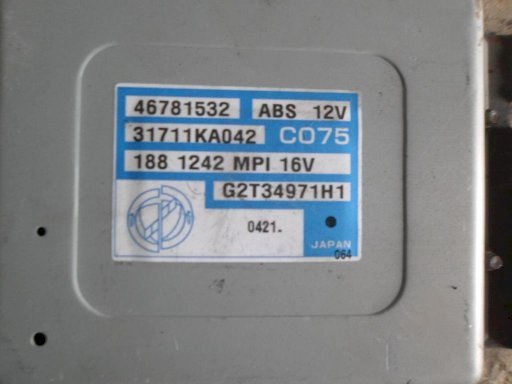 46781532 ABS 12V
31711KA042 C075
188 1242 MPI 16V
G2T34971H1
0421.
JAPAN
064